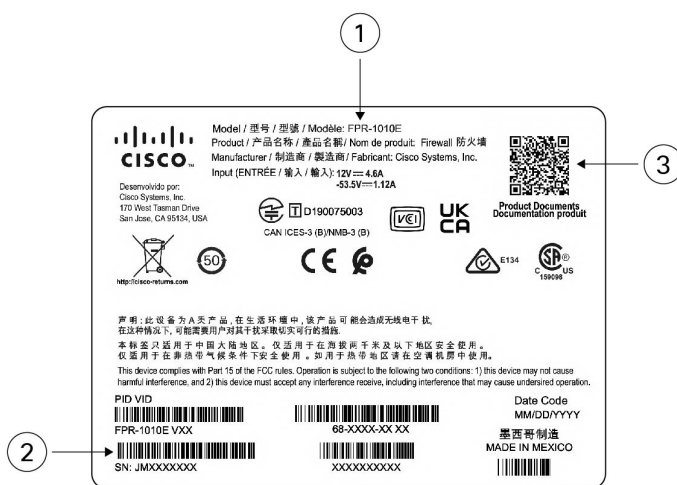 1
CISCO
Model / 型号 / 型號 / Modèle: FPR-1010E
Product / 产品名称 / 產品名稱 / Nom de produit: Firewall 防火墙
Manufacturer / 制造商 / 製造商 / Fabricant: Cisco Systems, Inc.
Input (ENTRÉE / 输入 / 輸入): 12V⎓4.6A
-53.5V⎓1.12A
3
Desenvolvido por:
Cisco Systems, Inc.
170 West Tasman Drive
San Jose, CA 95134, USA
T D190075003
VCI
UK
CA
Product Documents
Documentation produit
CAN ICES-3 (B)/NMB-3 (B)
50
CE
E134
C SA ® US
159096
http://cisco-returns.com
声明:此设备为A类产品,在生活环境中,该产品可能会造成无线电干扰,
在这种情况下,可能需要用户对其干扰采取切实可行的措施.
本标签只适用于中国大陆地区。仅适用于在海拔两千米及以下地区安全使用。
仅适用于在非热带气候条件下安全使用。如用于热带地区请在空调机房中使用。
This device complies with Part 15 of the FCC rules. Operation is subject to the following two conditions: 1) this device may not cause
harmful interference, and 2) this device must accept any interference receive, including interference that may cause undersired operation.
PID VID
FPR-1010E VXX
68-XXXX-XX XX
Date Code
MM/DD/YYYY
墨西哥制造
MADE IN MEXICO
2
SN: JMXXXXXXX
XXXXXXXXXX